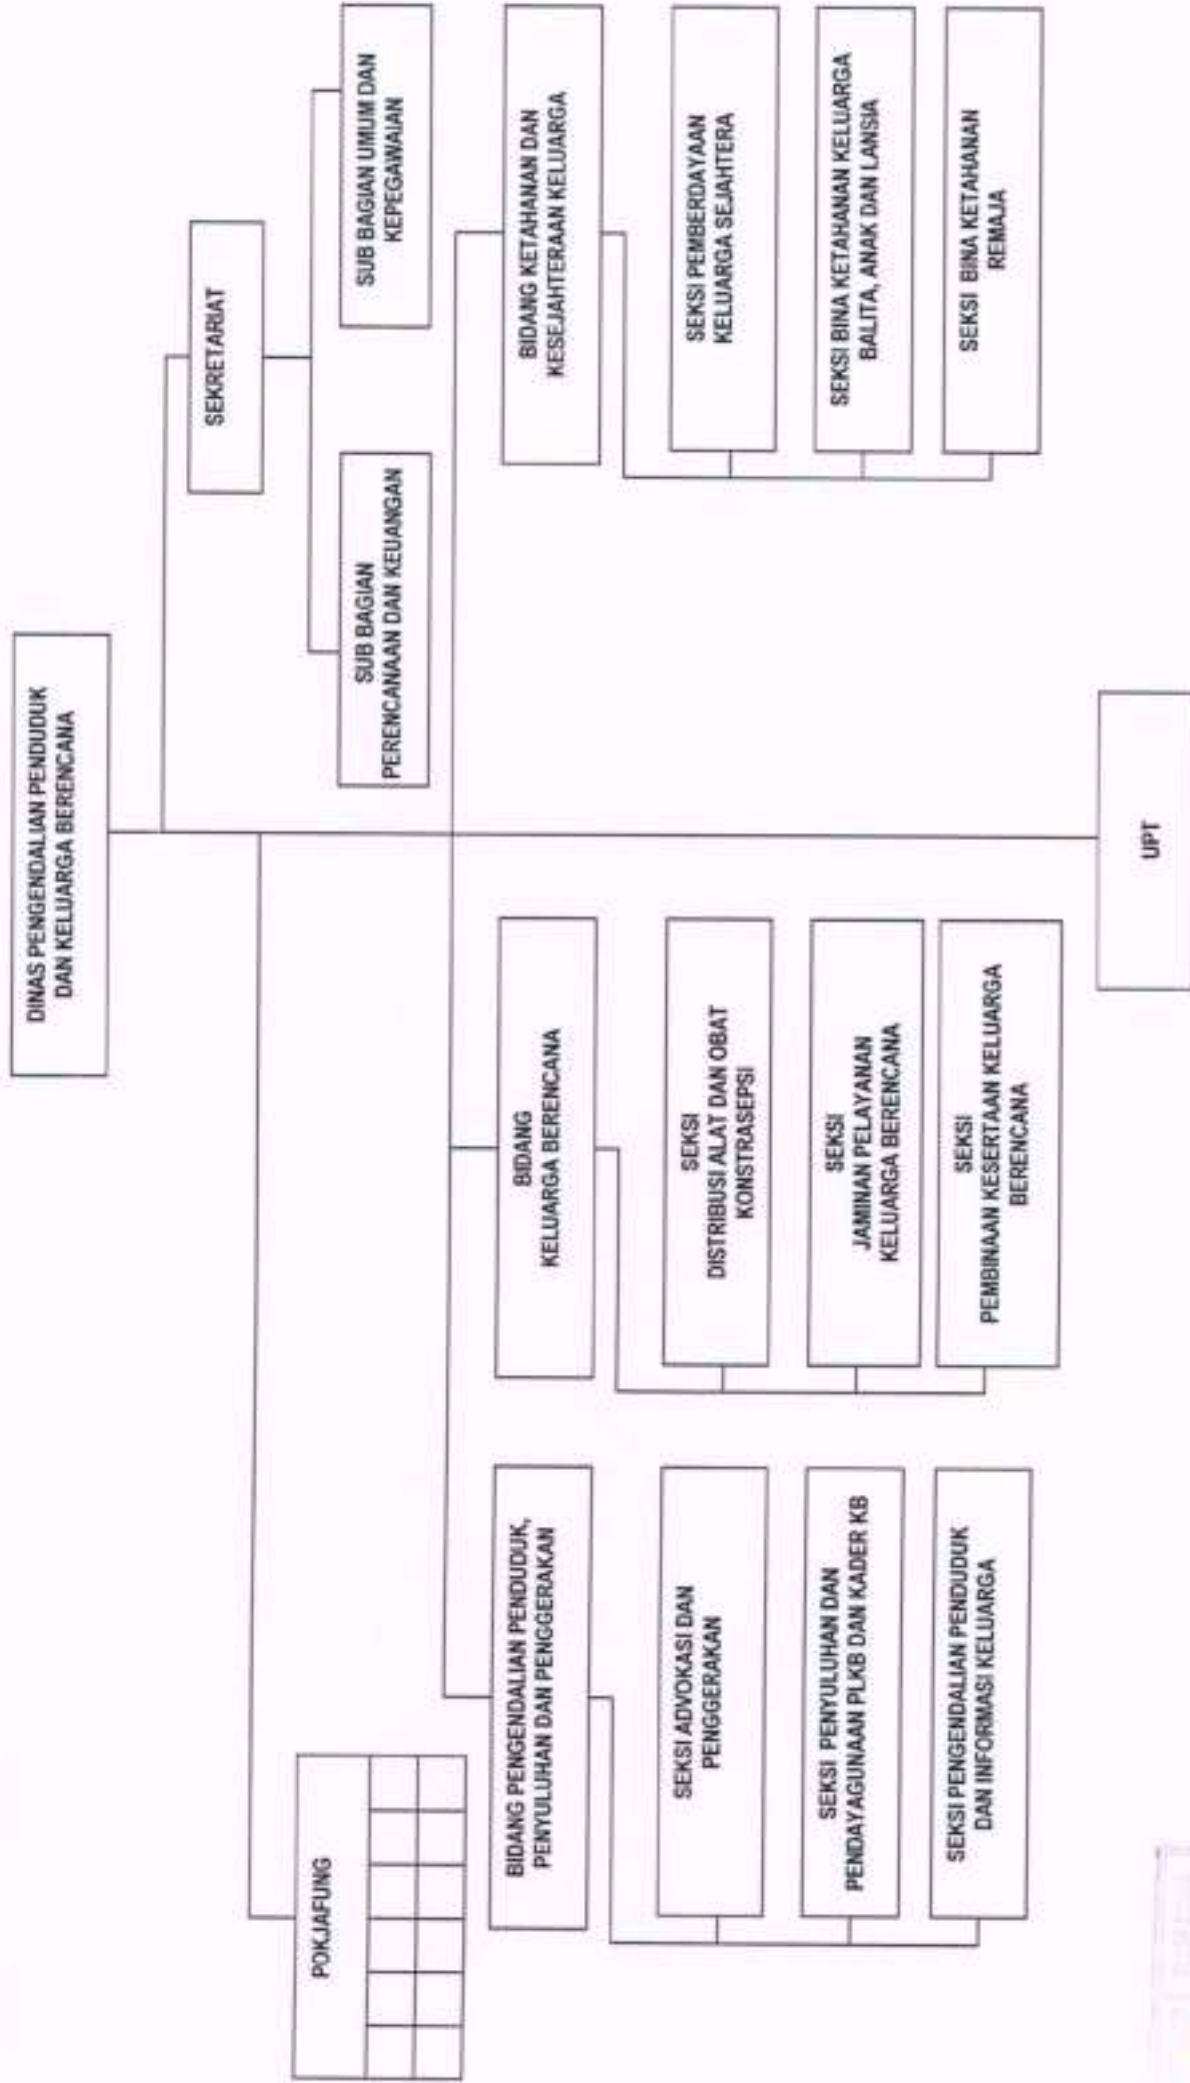 DINAS PENGENDALIAN PENDUDUK
DAN KELUARGA BERENCANA
SEKRETARIAT
SUB BAGIAN
PERENCANAAN DAN KEUANGAN
SUB BAGIAN UMUM DAN
KEPEGAWAIAN
POKJAFUNG
BIDANG PENGENDALIAN PENDUDUK,
PENYULUHAN DAN PENGGERAKAN
SEKSI ADVOKASI DAN
PENGGERAKAN
SEKSI PENYULUHAN DAN
PENDAYAGUNAAN PLKB DAN KADER KB
SEKSI PENGENDALIAN PENDUDUK
DAN INFORMASI KELUARGA
BIDANG
KELUARGA BERENCANA
SEKSI
DISTRIBUSI ALAT DAN OBAT
KONSTRASEPSI
SEKSI
JAMINAN PELAYANAN
KELUARGA BERENCANA
SEKSI
PEMBINAAN KESERTAAN KELUARGA
BERENCANA
BIDANG KETAHANAN DAN
KESEJAHTERAAN KELUARGA
SEKSI PEMBERDAYAAN
KELUARGA SEJAHTERA
SEKSI BINA KETAHANAN KELUARGA
BALITA, ANAK DAN LANSIA
SEKSI BINA KETAHANAN
REMAJA
UPT